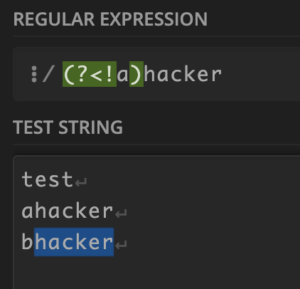 REGULAR EXPRESSION
⋮/ (?<!a)hacker
TEST STRING
test↵
ahacker↵
bhacker↵